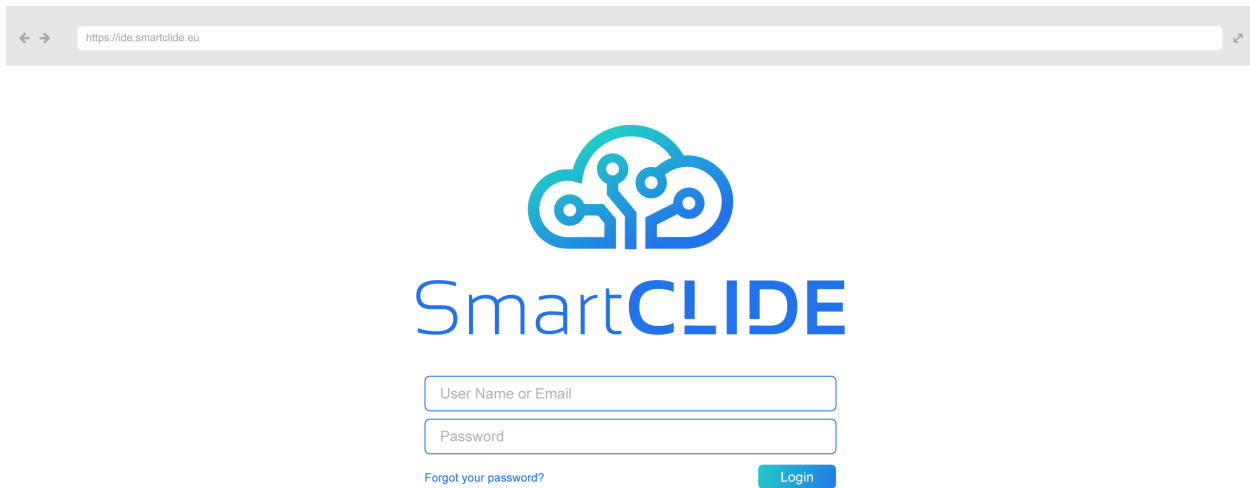 https://ide.smartclide.eu
SmartCLIDE
User Name or Email
Password
Forgot your password?
Login